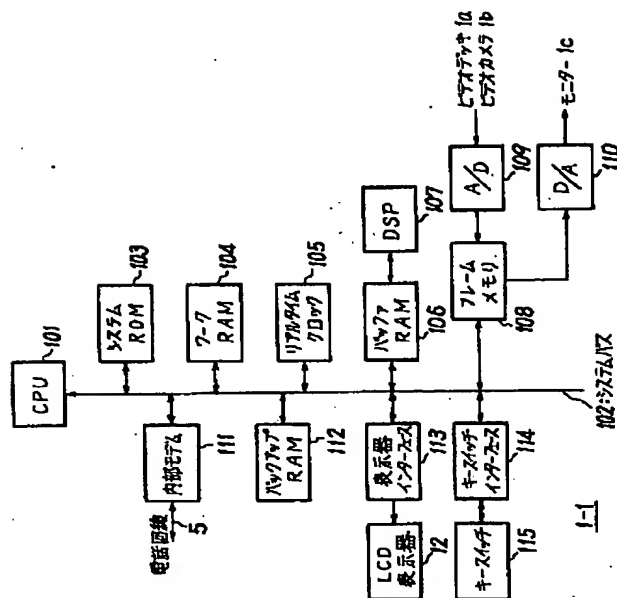 CPU
101
システム
ROM
103
ワーク
RAM
104
リアルタイム
クロック
105
バッファ
RAM
106
DSP
107
フレーム
メモリ
108
A/D
109
D/A
110
ビデオデッキ 1a
ビデオカメラ 1b
モニター 1c
電話回線
5
内部モデム
111
バックアップ
RAM
112
表示器
インターフェース
113
LCD
表示器
12
キースイッチ
インターフェース
114
キースイッチ
115
102:システムバス
1-1